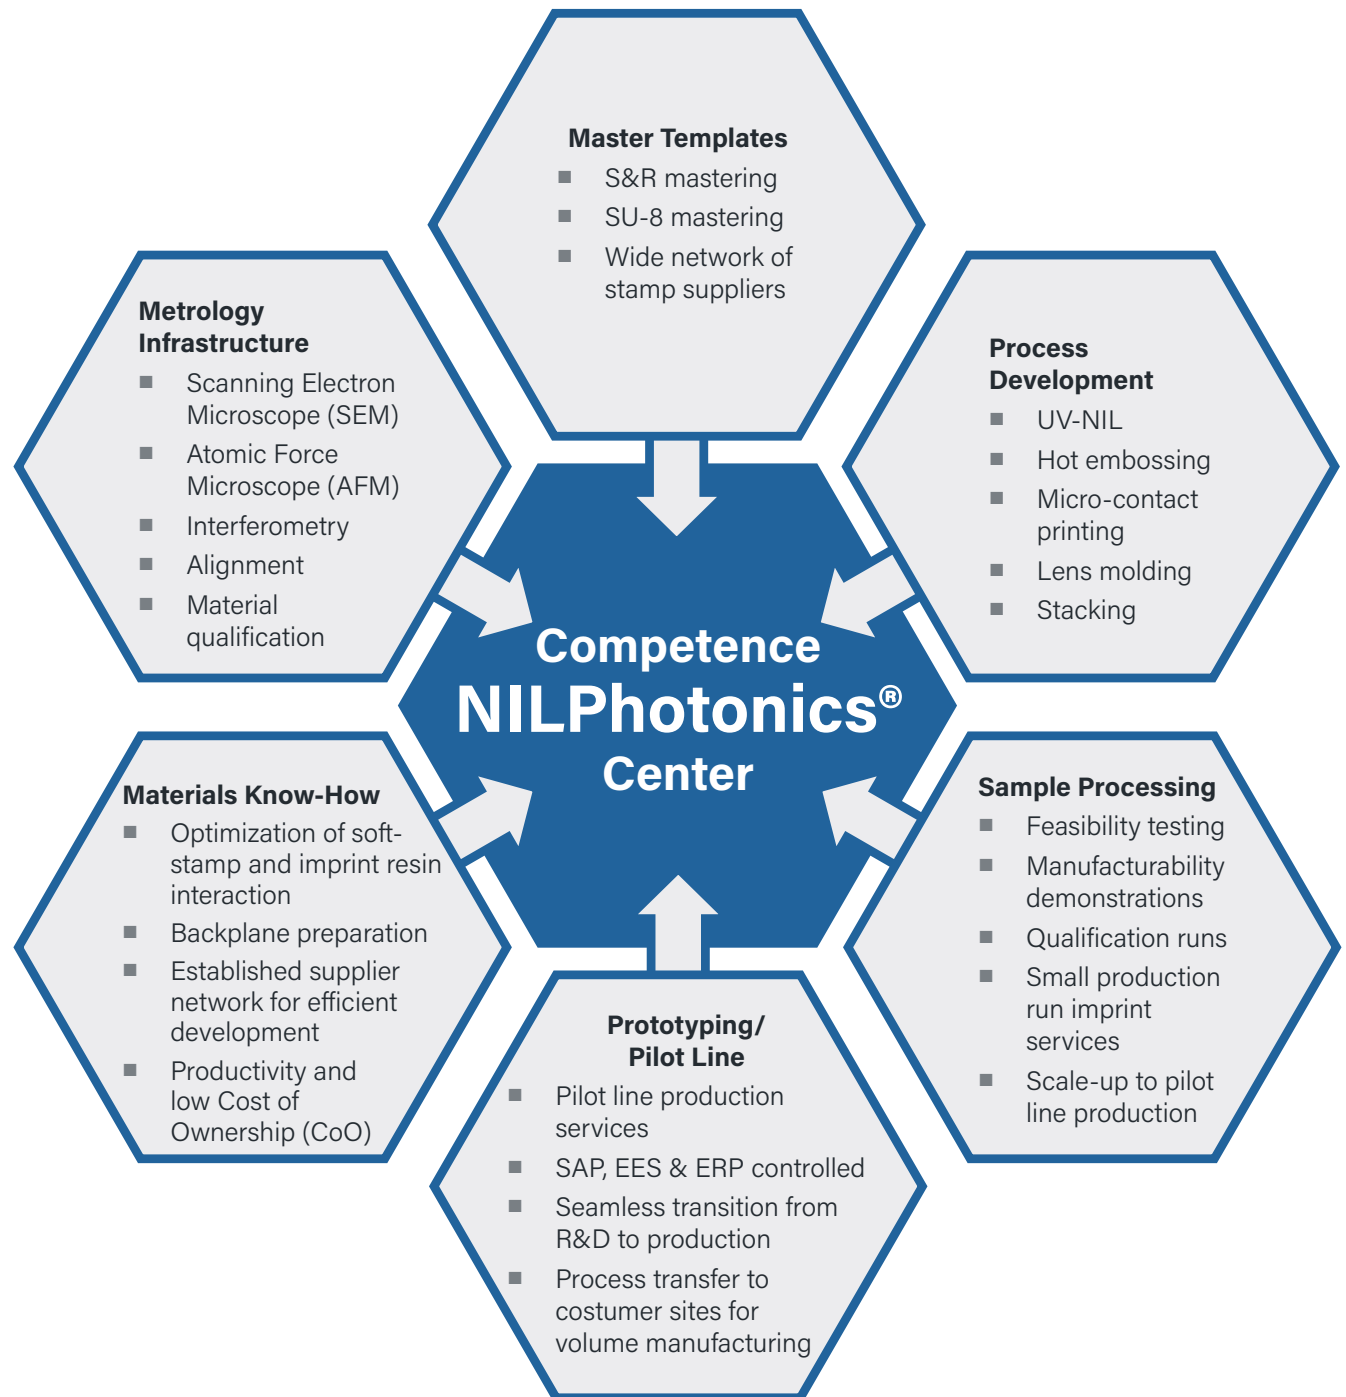 Master Templates
S&R mastering
SU-8 mastering
Wide network of
stamp suppliers
Metrology
Infrastructure
Scanning Electron
Microscope (SEM)
Atomic Force
Microscope (AFM)
Interferometry
Alignment
Material
qualification
Process
Development
UV-NIL
Hot embossing
Micro-contact
printing
Lens molding
Stacking
Competence
NILPhotonics®
Center
Materials Know-How
Optimization of soft-
stamp and imprint resin
interaction
Backplane preparation
Established supplier
network for efficient
development
Productivity and
low Cost of
Ownership (CoO)
Sample Processing
Feasibility testing
Manufacturability
demonstrations
Qualification runs
Small production
run imprint
services
Scale-up to pilot
line production
Prototyping/
Pilot Line
Pilot line production
services
SAP, EES & ERP controlled
Seamless transition from
R&D to production
Process transfer to
costumer sites for
volume manufacturing